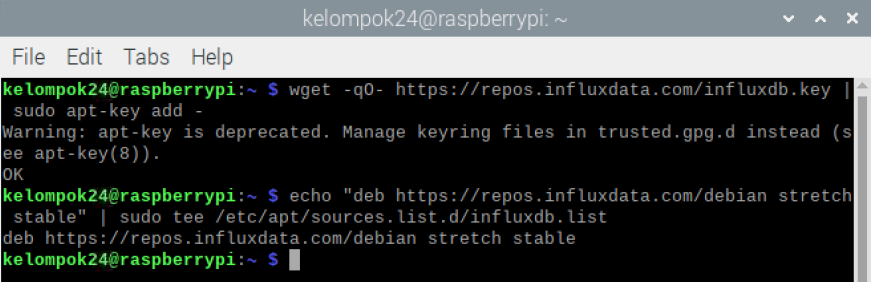 kelompok24@raspberrypi: ~
File Edit Tabs Help
kelompok24@raspberrypi:~ $ wget -qO- https://repos.influxdata.com/influxdb.key |
 sudo apt-key add -
Warning: apt-key is deprecated. Manage keyring files in trusted.gpg.d instead (s
ee apt-key(8)).
OK
kelompok24@raspberrypi:~ $ echo "deb https://repos.influxdata.com/debian stretch
 stable" | sudo tee /etc/apt/sources.list.d/influxdb.list
deb https://repos.influxdata.com/debian stretch stable
kelompok24@raspberrypi:~ $